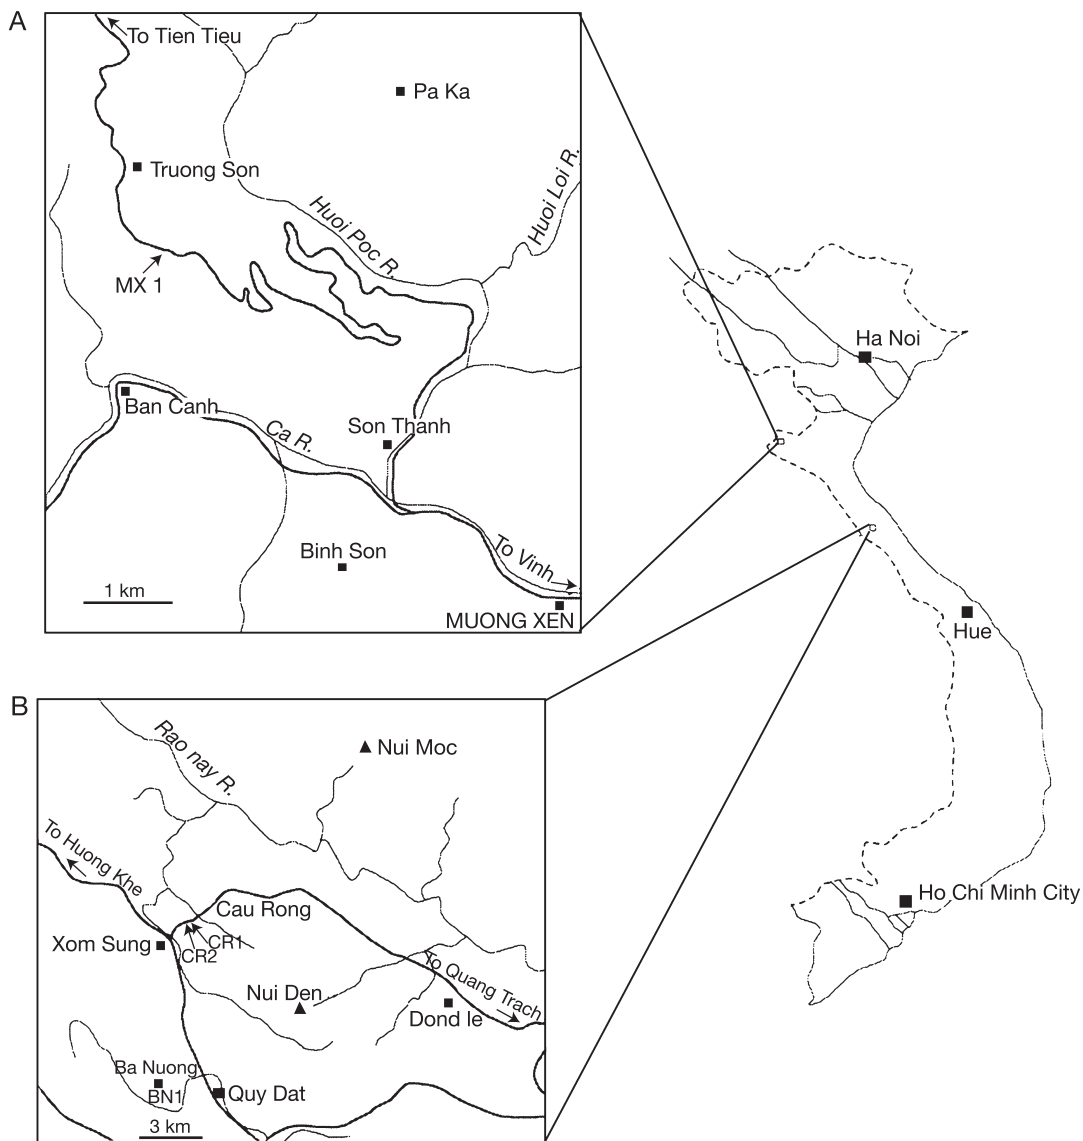 A
To Tien Tieu
Pa Ka
Truong Son
Huoi Poc R.
Huoi Loi R.
MX 1
Ban Canh
Ca R.
Son Thanh
Binh Son
To Vinh
1 km
MUONG XEN
Ha Noi
Hue
Ho Chi Minh City
B
Rao nay R.
Nui Moc
To Huong Khe
Cau Rong
Xom Sung
CR1
CR2
Nui Den
To Quang Trach
Dond le
Ba Nuong
BN1
Quy Dat
3 km